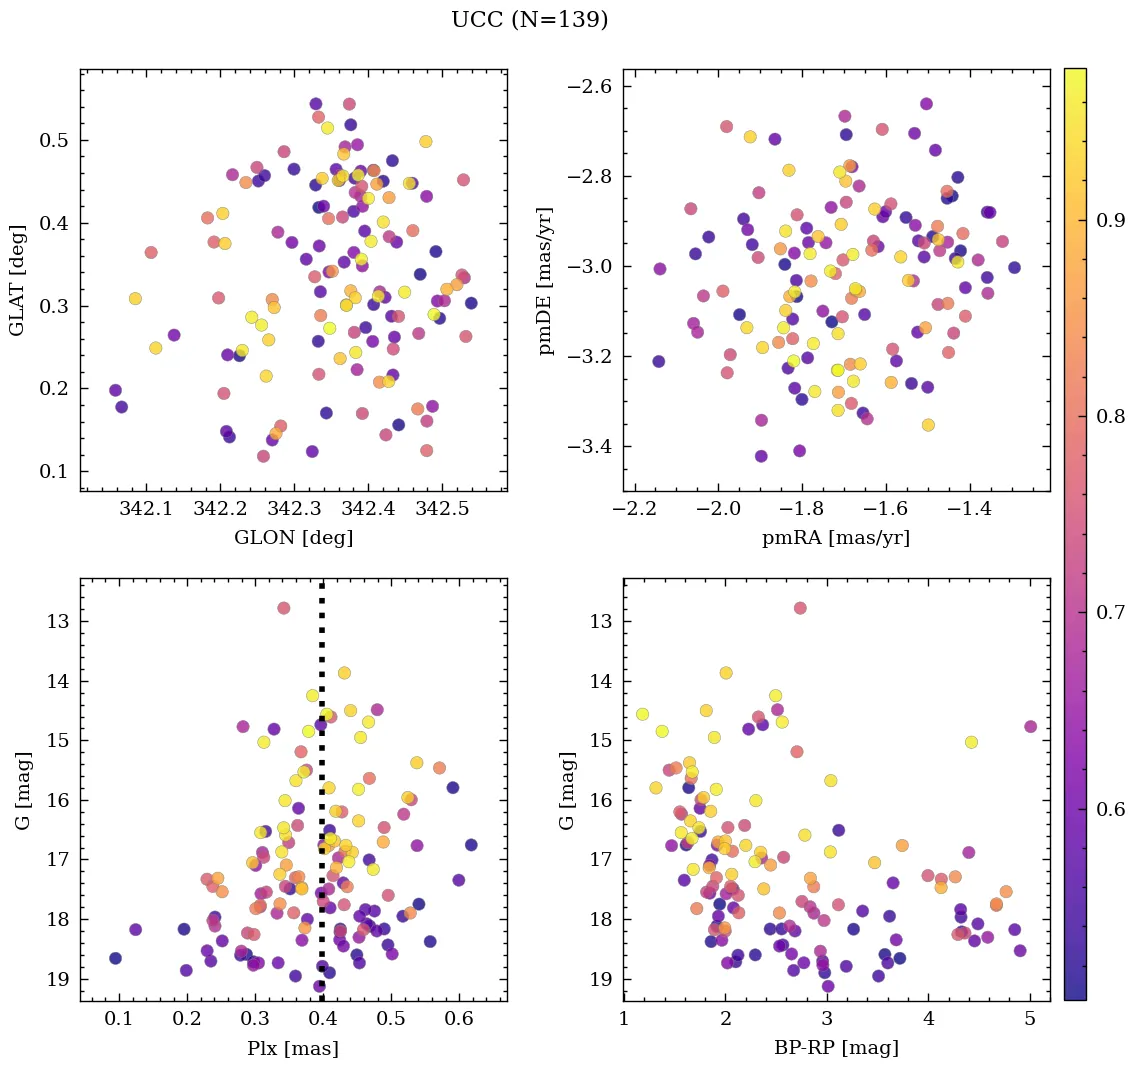 UCC (N=139)
0.5
0.4
0.3
0.2
0.1
GLAT [deg]
342.1 342.2 342.3 342.4 342.5
GLON [deg]
−2.6
−2.8
−3.0
−3.2
−3.4
pmDE [mas/yr]
−2.2 −2.0 −1.8 −1.6 −1.4
pmRA [mas/yr]
0.9
0.8
0.7
0.6
13
14
15
16
17
18
19
G [mag]
0.1 0.2 0.3 0.4 0.5 0.6
Plx [mas]
13
14
15
16
17
18
19
G [mag]
1 2 3 4 5
BP-RP [mag]